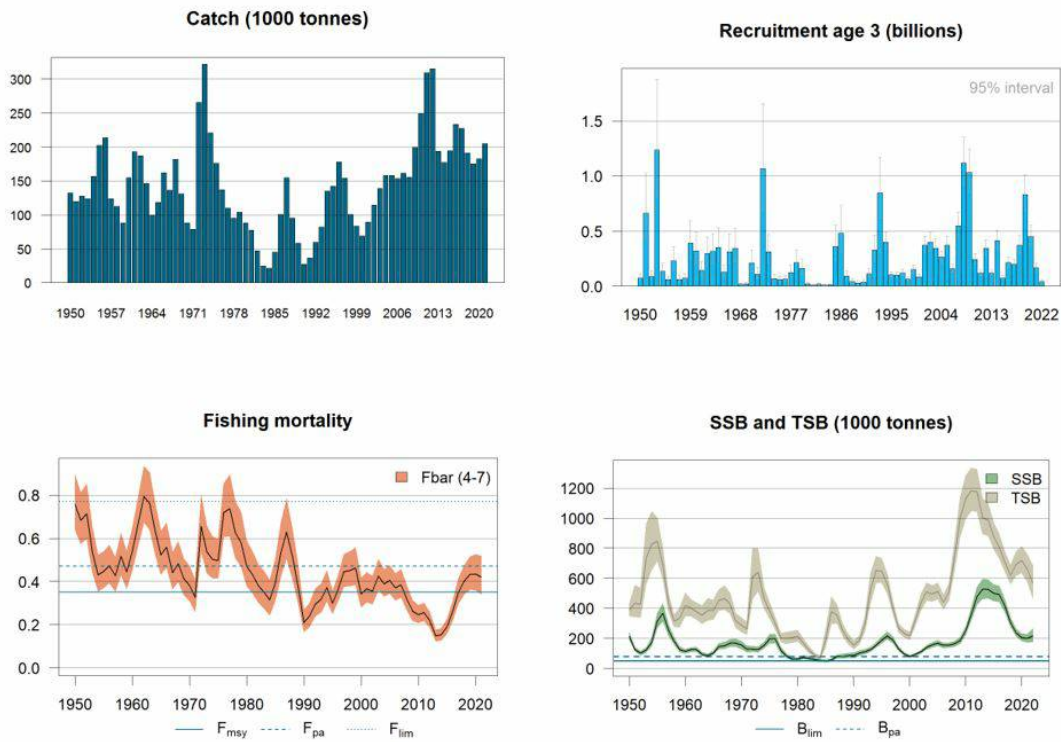 Catch (1000 tonnes)
300
250
200
150
100
50
0
1950 1957 1964 1971 1978 1985 1992 1999 2006 2013 2020
Recruitment age 3 (billions)
95% interval
1.5
1.0
0.5
0.0
1950 1959 1968 1977 1986 1995 2004 2013 2022
Fishing mortality
Fbar (4-7)
0.8
0.6
0.4
0.2
0.0
1950 1960 1970 1980 1990 2000 2010 2020
Fmsy Fpa Flim
SSB and TSB (1000 tonnes)
SSB
TSB
1200
1000
800
600
400
200
0
1950 1960 1970 1980 1990 2000 2010 2020
Blim Bpa